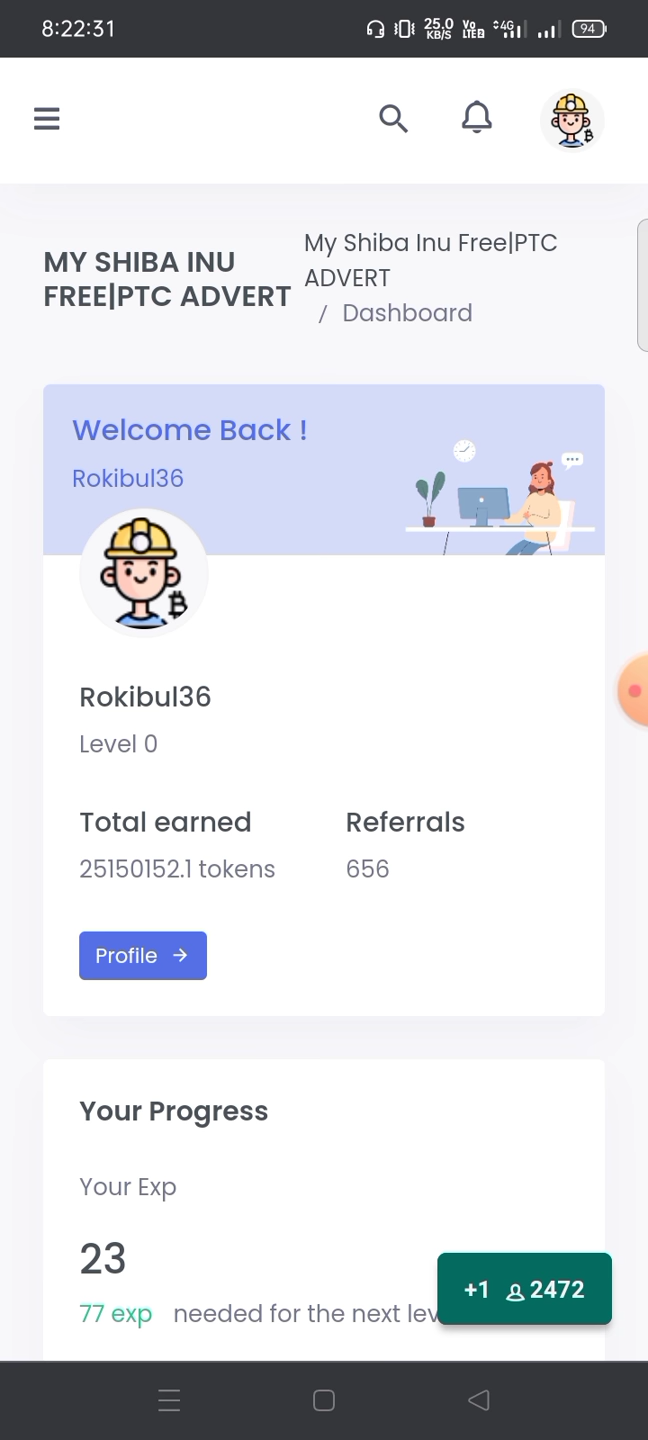 8:22:31
25.0 KB/S
Vo LTE2
4G
94
MY SHIBA INU
FREE|PTC ADVERT
My Shiba Inu Free|PTC
ADVERT
/ Dashboard
Welcome Back !
Rokibul36
Rokibul36
Level 0
Total earned
Referrals
25150152.1 tokens
656
Profile →
Your Progress
Your Exp
23
77 exp needed for the next lev
+1 2472